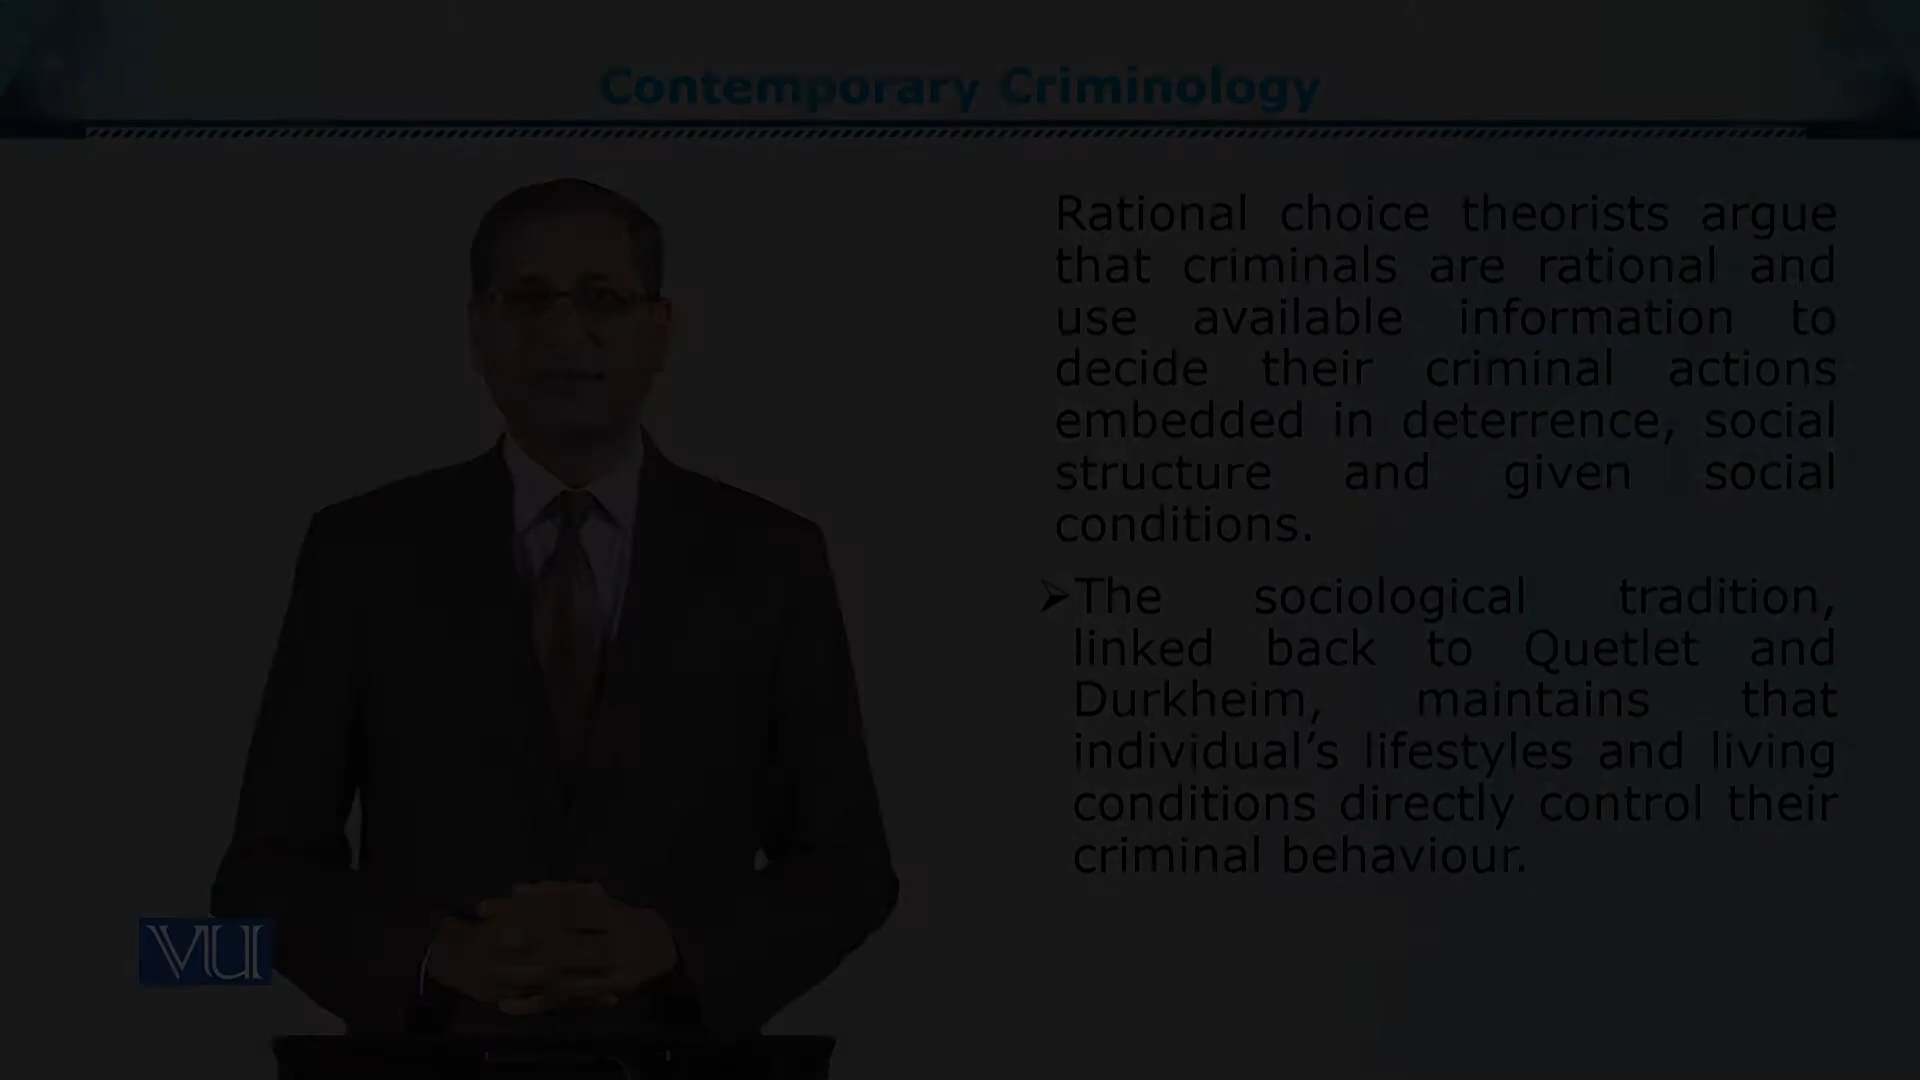 Contemporary Criminology
Rational choice theorists argue
that criminals are rational and
use available information to
decide their criminal actions
embedded in deterrence, social
structure and given social
conditions.
➢The sociological tradition,
linked back to Quetlet and
Durkheim, maintains that
individual’s lifestyles and living
conditions directly control their
criminal behaviour.
VU